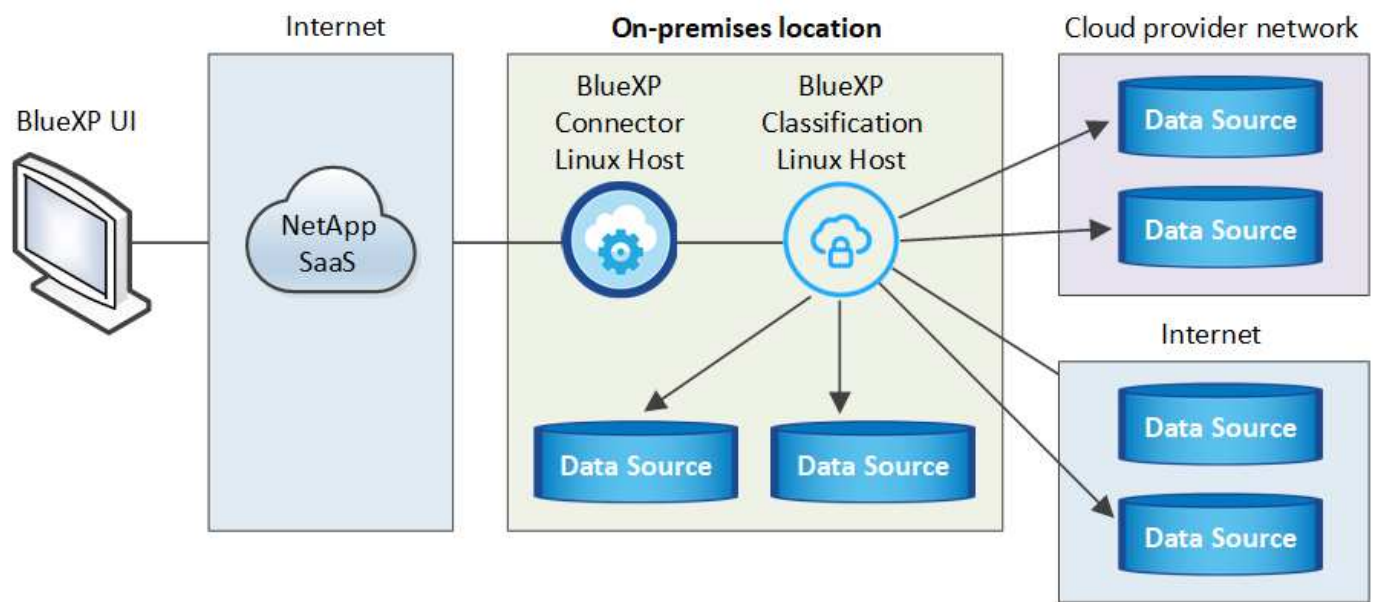 Internet
On-premises location
Cloud provider network
BlueXP UI
NetApp
SaaS
BlueXP
Connector
Linux Host
BlueXP
Classification
Linux Host
Data Source
Data Source
Data Source
Data Source
Internet
Data Source
Data Source